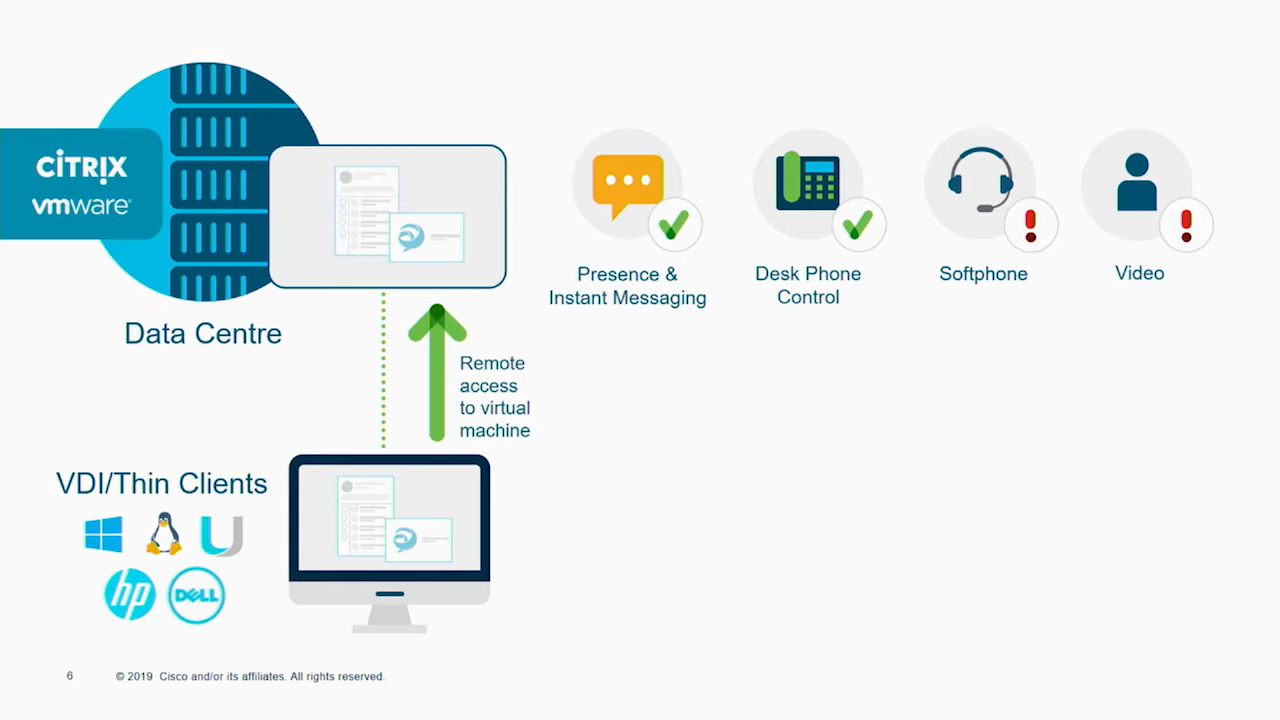 CiTRIX
vmware®
Data Centre
Presence &
Instant Messaging
Desk Phone
Control
Softphone
Video
Remote
access
to virtual
machine
VDI/Thin Clients
hp
DELL
6 © 2019 Cisco and/or its affiliates. All rights reserved.